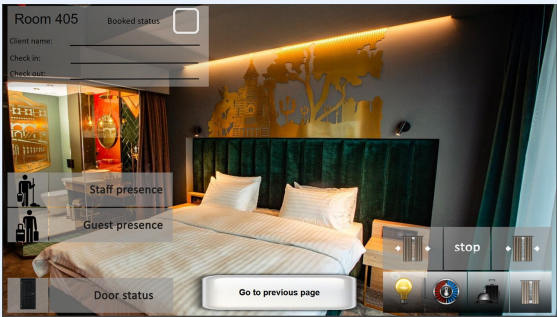 Room 405
Booked status
Client name:
Check in:
Check out:
Staff presence
Guest presence
stop
Door status
Go to previous page